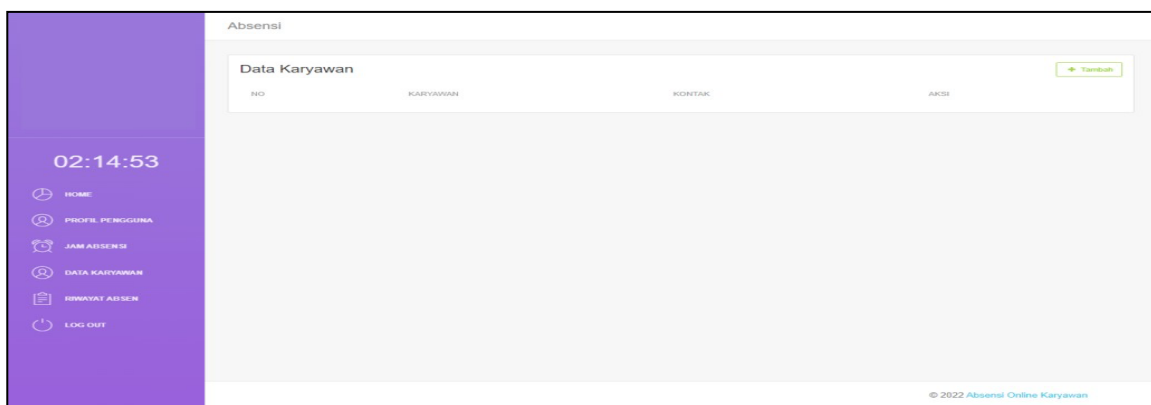 Absensi
Data Karyawan
+ Tambah
NO KARYAWAN KONTAK AKSI
02:14:53
HOME
PROFIL PENGGUNA
JAM ABSENSI
DATA KARYAWAN
RIWAYAT ABSEN
LOG OUT
© 2022 Absensi Online Karyawan